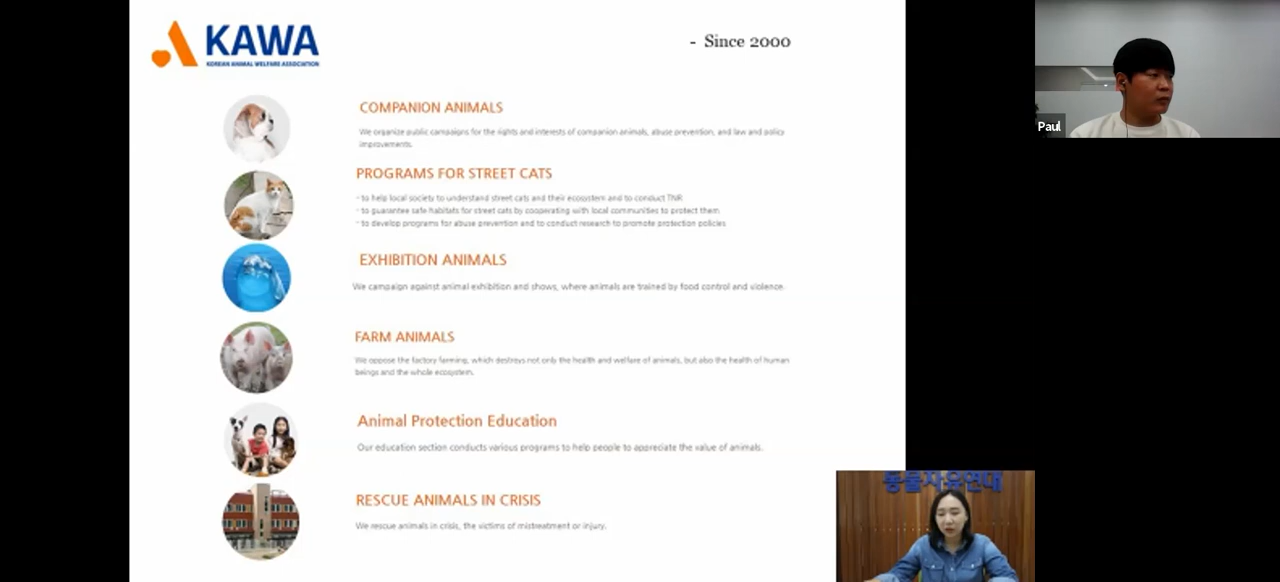 KAWA
KOREAN ANIMAL WELFARE ASSOCIATION
- Since 2000
COMPANION ANIMALS
We organize public campaigns for the rights and interests of companion animals, abuse prevention, and law and policy
improvements.
PROGRAMS FOR STREET CATS
- to help local society to understand street cats and their ecosystem and to conduct TNR
- to guarantee safe habitats for street cats by cooperating with local communities to protect them
- to develop programs for abuse prevention and to conduct research to promote protection policies
EXHIBITION ANIMALS
We campaign against animal exhibition and shows, where animals are trained by food control and violence.
FARM ANIMALS
We oppose the factory farming, which destroys not only the health and welfare of animals, but also the health of human
beings and the whole ecosystem.
Animal Protection Education
Our education section conducts various programs to help people to appreciate the value of animals.
RESCUE ANIMALS IN CRISIS
We rescue animals in crisis, the victims of mistreatment or injury.
Paul
동물자유연대